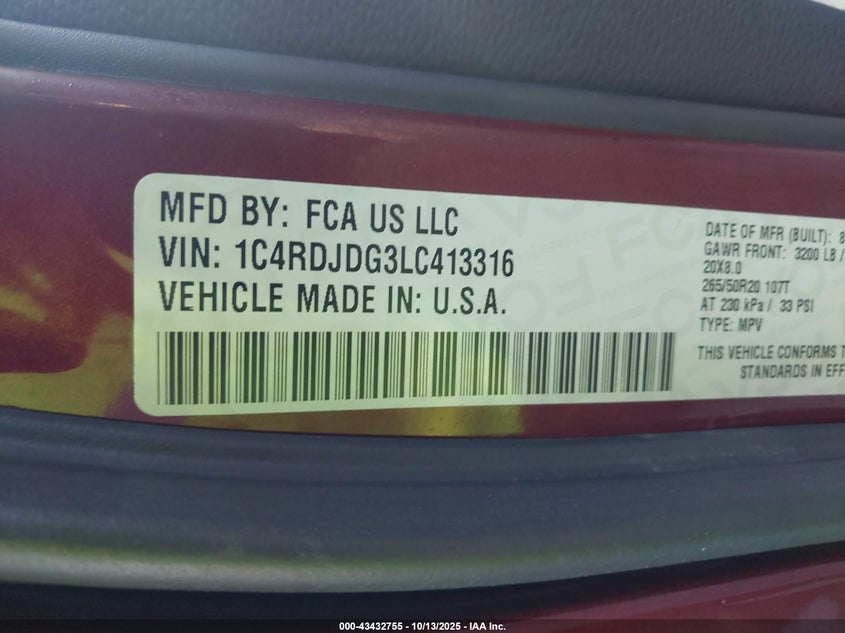 MFD BY: FCA US LLC
VIN: 1C4RDJDG3LC413316
VEHICLE MADE IN: U.S.A.
DATE OF MFR (BUILT): 8
GAWR FRONT: 3200 LB /
20X8.0
265/50R20 107T
AT 230 kPa / 33 PSI
TYPE: MPV
THIS VEHICLE CONFORMS T
STANDARDS IN EFF
000-43432755 - 10/13/2025 - IAA Inc.